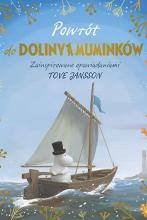 Powrót
do DOLINY MUMINKÓW
Zainspirowane opowiadaniami
TOVE JANSSON